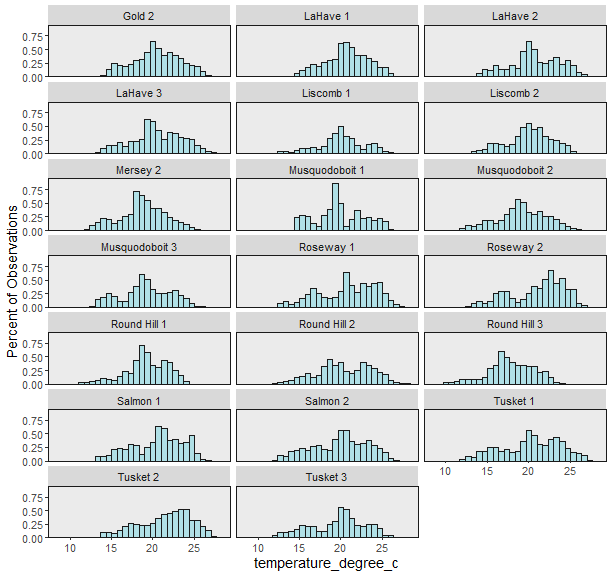 Gold 2 LaHave 1 LaHave 2
0.75
0.50
0.25
0.00
LaHave 3 Liscomb 1 Liscomb 2
0.75
0.50
0.25
0.00
Mersey 2 Musquodoboit 1 Musquodoboit 2
0.75
0.50
0.25
0.00
Musquodoboit 3 Roseway 1 Roseway 2
0.75
0.50
0.25
0.00
Round Hill 1 Round Hill 2 Round Hill 3
0.75
0.50
0.25
0.00
Salmon 1 Salmon 2 Tusket 1
0.75
0.50
0.25
0.00
10 15 20 25
Tusket 2 Tusket 3
0.75
0.50
0.25
0.00
10 15 20 25 10 15 20 25
temperature_degree_c
Percent of Observations